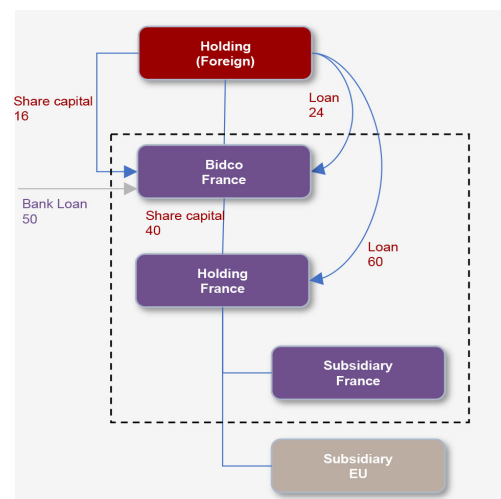 Holding
(Foreign)
Share capital
16
Loan
24
Bidco
France
Bank Loan
50
Share capital
40
Loan
60
Holding
France
Subsidiary
France
Subsidiary
EU